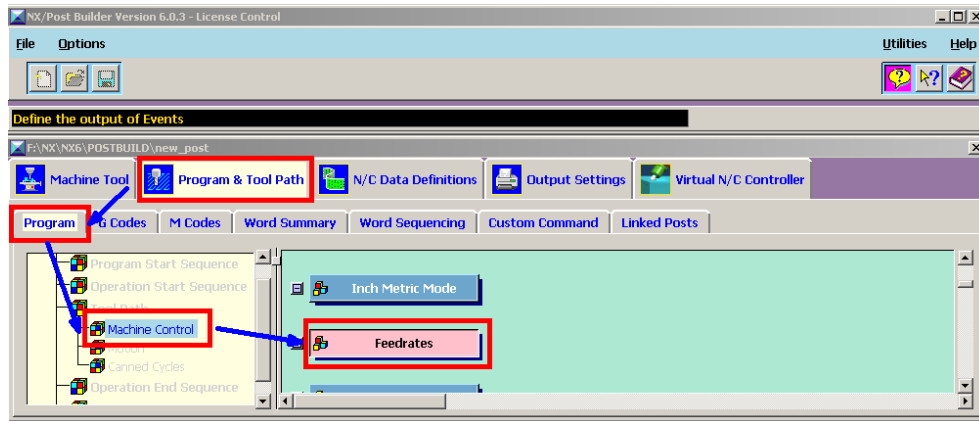 NX/Post Builder Version 6.0.3 - License Control
File Options Utilities Help
Define the output of Events
F:\NX\NX6\POSTBUILD\new_post
Machine Tool Program & Tool Path N/C Data Definitions Output Settings Virtual N/C Controller
Program G Codes M Codes Word Summary Word Sequencing Custom Command Linked Posts
Program Start Sequence
Operation Start Sequence
Inch Metric Mode
Tool Path
Machine Control
Feedrates
Motion
Canned Cycles
Operation End Sequence